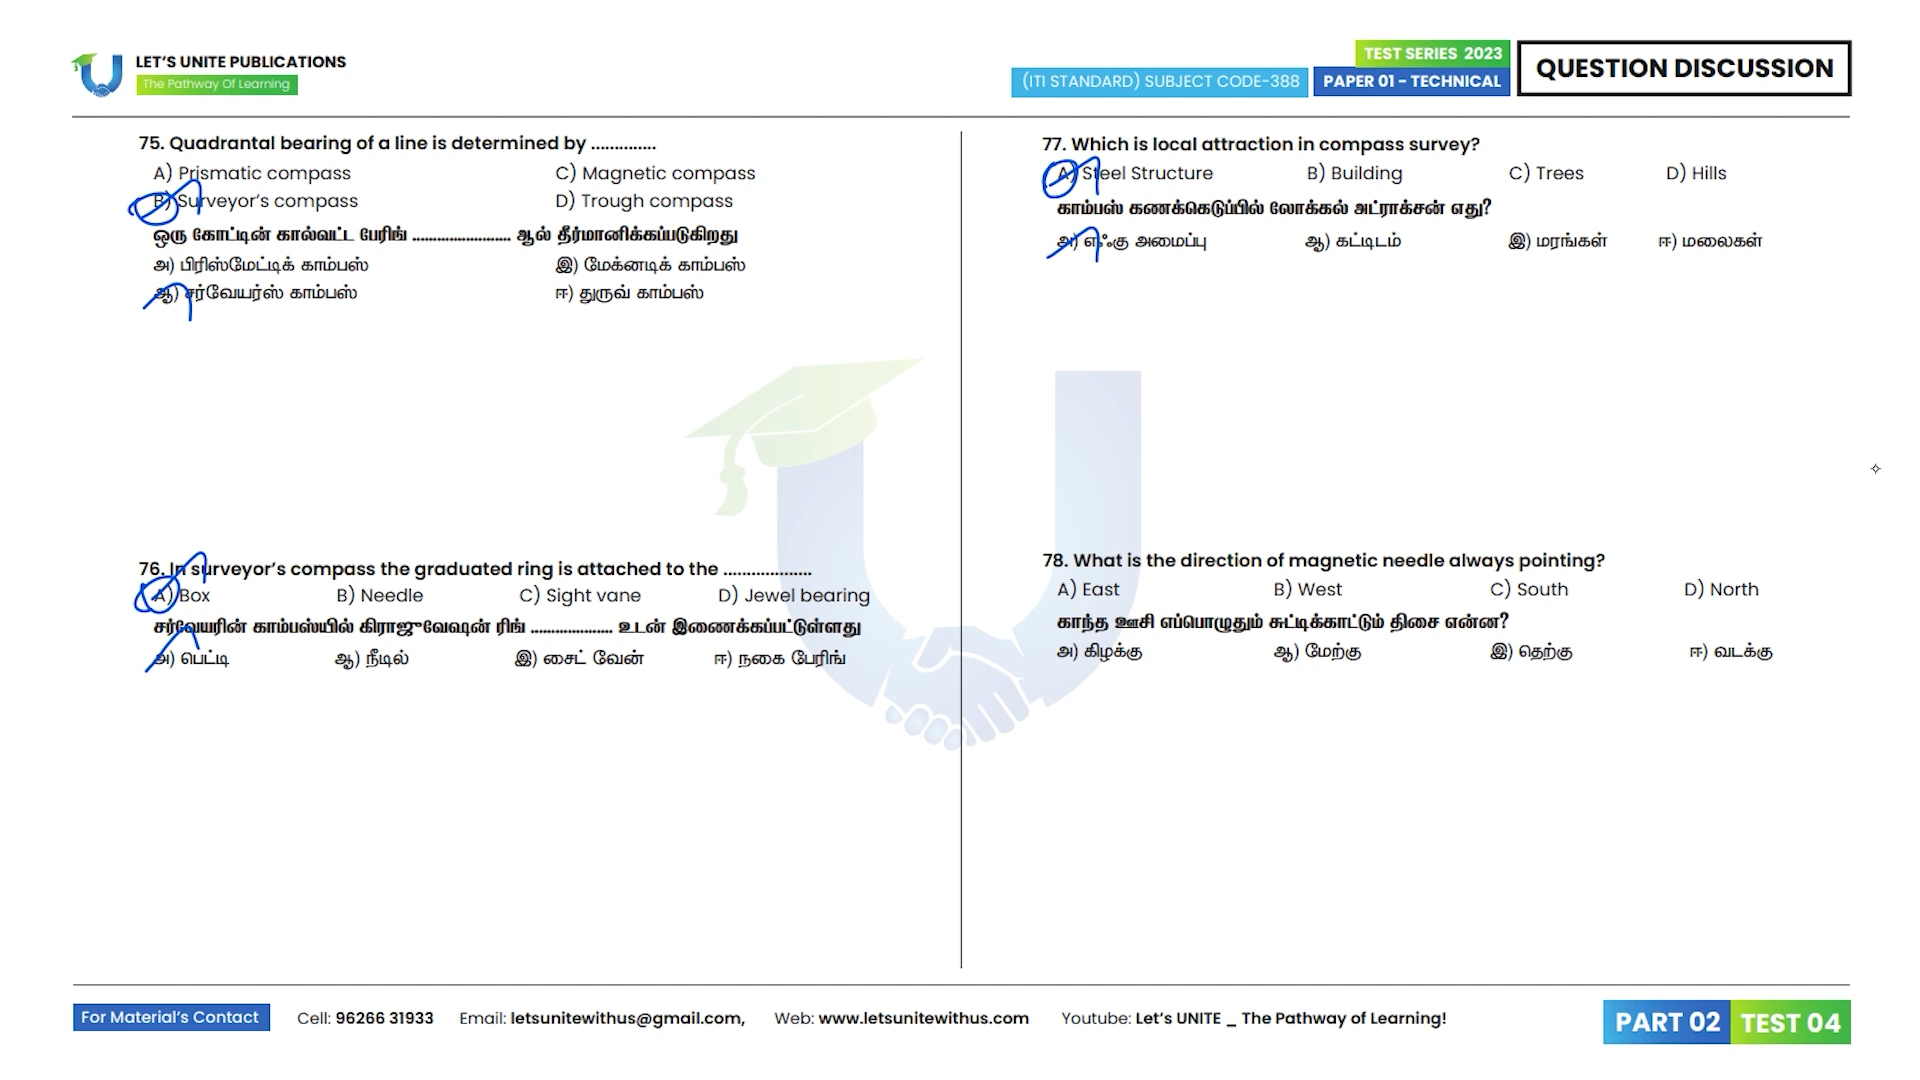 LET'S UNITE PUBLICATIONS
The Pathway Of Learning
TEST SERIES 2023
(ITI STANDARD) SUBJECT CODE-388
PAPER 01 - TECHNICAL
QUESTION DISCUSSION
75. Quadrantal bearing of a line is determined by ..............
A) Prismatic compass C) Magnetic compass
B) Surveyor's compass D) Trough compass
ஒரு கோட்டின் கால்வட்ட பேரிங் ......................... ஆல் தீர்மானிக்கப்படுகிறது
அ) பிரிஸ்மேட்டிக் காம்பஸ் இ) மேக்னடிக் காம்பஸ்
ஆ) சர்வேயர்ஸ் காம்பஸ் ஈ) துருவ் காம்பஸ்
76. In surveyor's compass the graduated ring is attached to the ...................
A) Box B) Needle C) Sight vane D) Jewel bearing
சர்வேயரின் காம்பஸ்யில் கிராஜுவேஷன் ரிங் ..................... உடன் இணைக்கப்பட்டுள்ளது
அ) பெட்டி ஆ) நீடில் இ) சைட் வேன் ஈ) நகை பேரிங்
77. Which is local attraction in compass survey?
A) Steel Structure B) Building C) Trees D) Hills
காம்பஸ் கணக்கெடுப்பில் லோக்கல் அட்ராக்சன் எது?
அ) எஃகு அமைப்பு ஆ) கட்டிடம் இ) மரங்கள் ஈ) மலைகள்
78. What is the direction of magnetic needle always pointing?
A) East B) West C) South D) North
காந்த ஊசி எப்பொழுதும் சுட்டிக்காட்டும் திசை என்ன?
அ) கிழக்கு ஆ) மேற்கு இ) தெற்கு ஈ) வடக்கு
For Material's Contact Cell: 96266 31933 Email: letsunitewithus@gmail.com, Web: www.letsunitewithus.com Youtube: Let's UNITE _ The Pathway of Learning!
PART 02 TEST 04